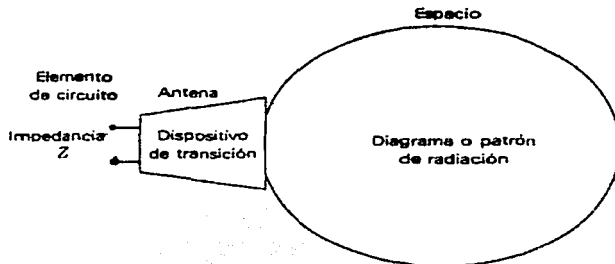 Espacio
Elemento
de circuito
Antena
Impedancia
Z
Dispositivo
de transición
Diagrama o patrón
de radiación